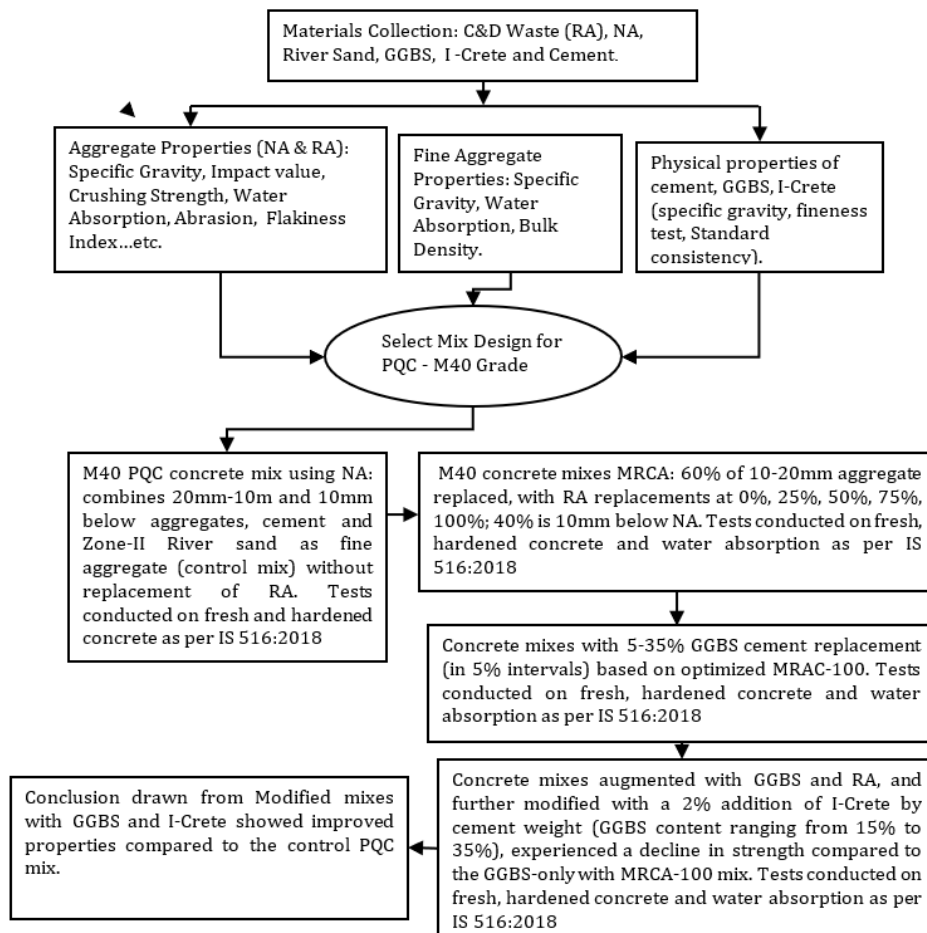 Materials Collection: C&D Waste (RA), NA,
River Sand, GGBS,  I -Crete and Cement.
Aggregate Properties (NA & RA):
Specific Gravity, Impact value,
Crushing Strength, Water
Absorption, Abrasion,  Flakiness
Index...etc.
Fine Aggregate
Properties: Specific
Gravity, Water
Absorption, Bulk
Density.
Physical properties of
cement, GGBS, I-Crete
(specific gravity, fineness
test, Standard
consistency).
Select Mix Design for
PQC - M40 Grade
M40 PQC concrete mix using NA:
combines 20mm-10m and 10mm
below aggregates, cement and
Zone-II River sand as fine
aggregate (control mix) without
replacement of RA. Tests
conducted on fresh and hardened
concrete as per IS 516:2018
M40 concrete mixes MRCA: 60% of 10-20mm aggregate
replaced, with RA replacements at 0%, 25%, 50%, 75%,
100%; 40% is 10mm below NA. Tests conducted on fresh,
hardened concrete and water absorption as per IS
516:2018
Concrete mixes with 5-35% GGBS cement replacement
(in 5% intervals) based on optimized MRAC-100. Tests
conducted on fresh, hardened concrete and water
absorption as per IS 516:2018
Concrete mixes augmented with GGBS and RA, and
further modified with a 2% addition of I-Crete by
cement weight (GGBS content ranging from 15% to
35%), experienced a decline in strength compared to
the GGBS-only with MRCA-100 mix. Tests conducted on
fresh, hardened concrete and water absorption as per
IS 516:2018
Conclusion drawn from Modified mixes
with GGBS and I-Crete showed improved
properties compared to the control PQC
mix.